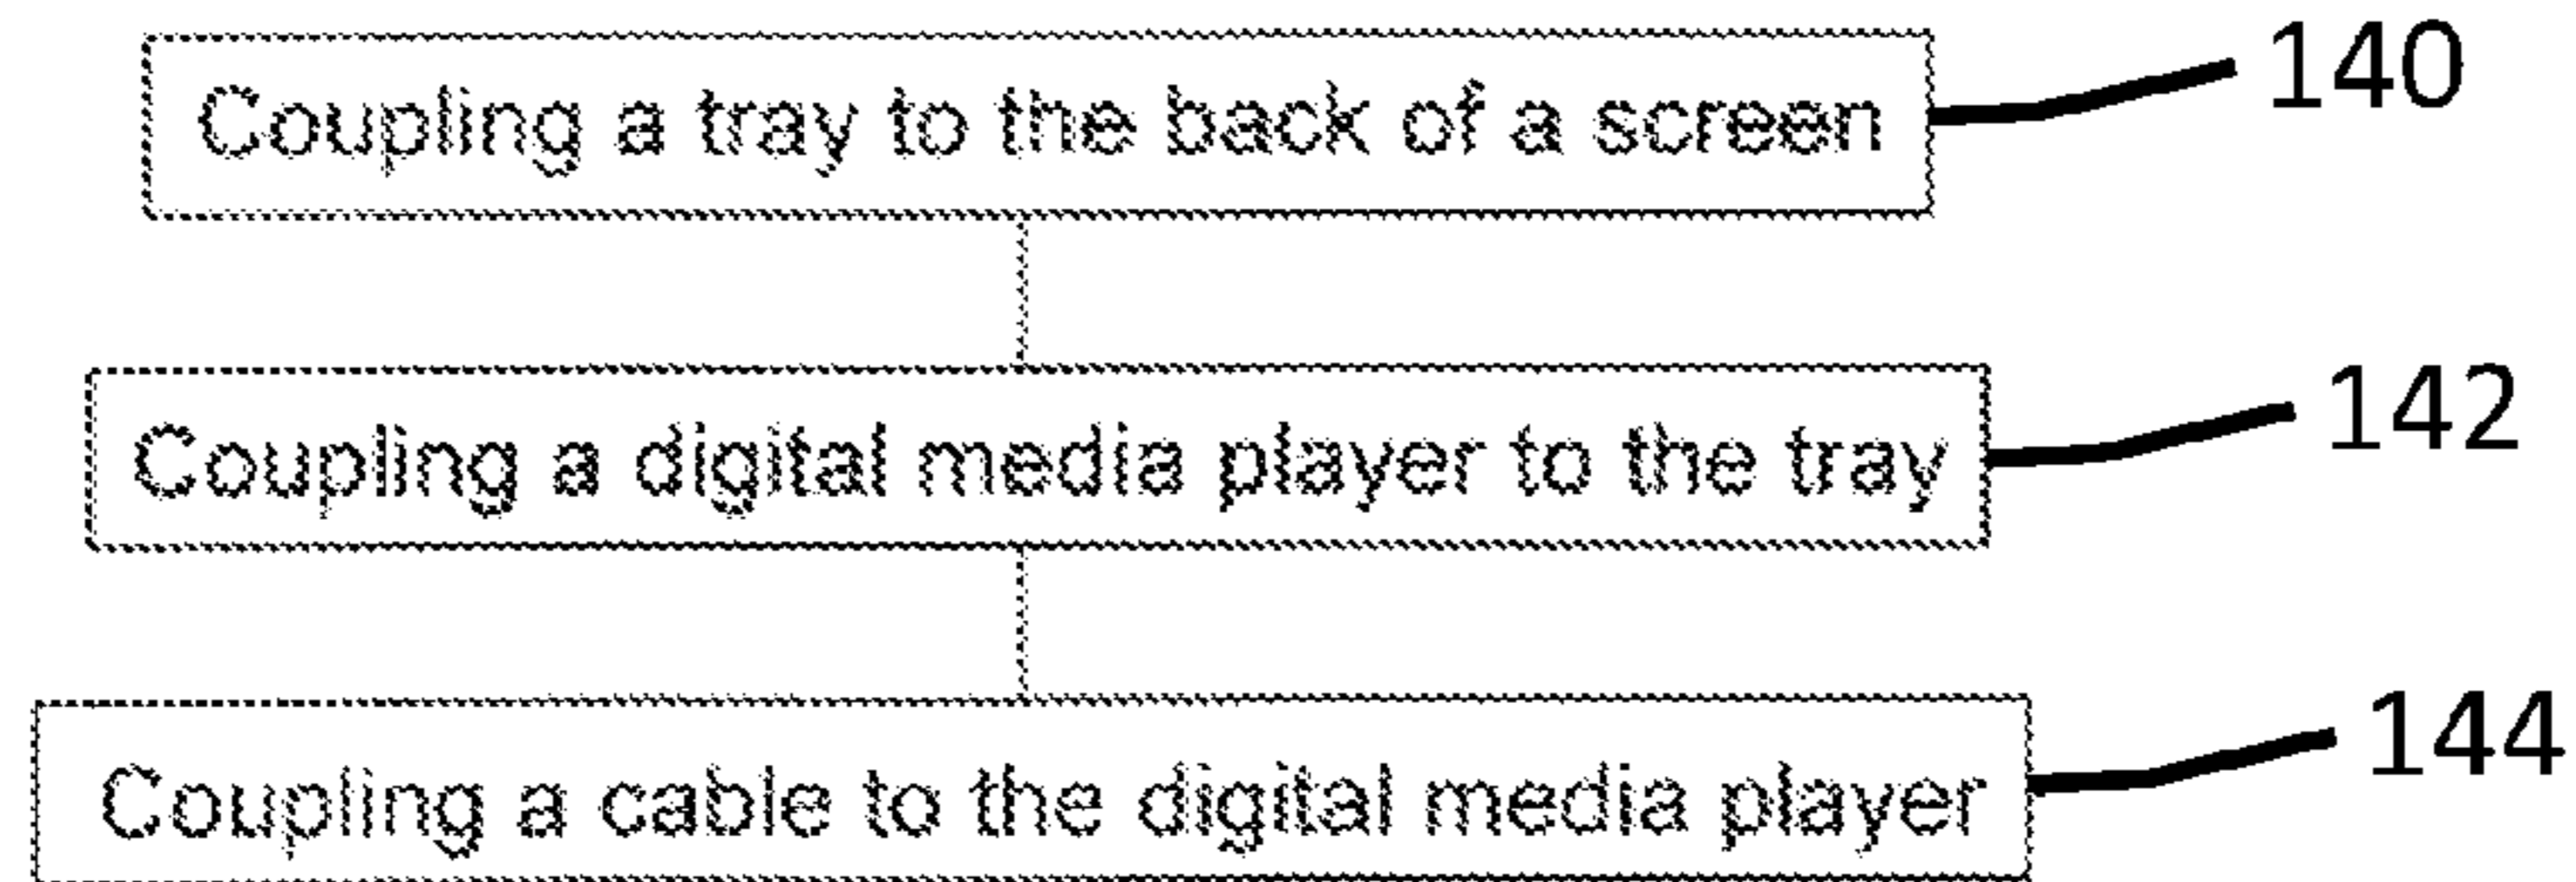 Coupling a tray to the back of a screen 140
Coupling a digital media player to the tray 142
Coupling a cable to the digital media player 144